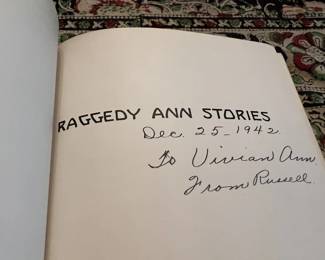 RAGGEDY ANN STORIES
Dec. 25-1942.
To Vivian Ann.
From Russell.